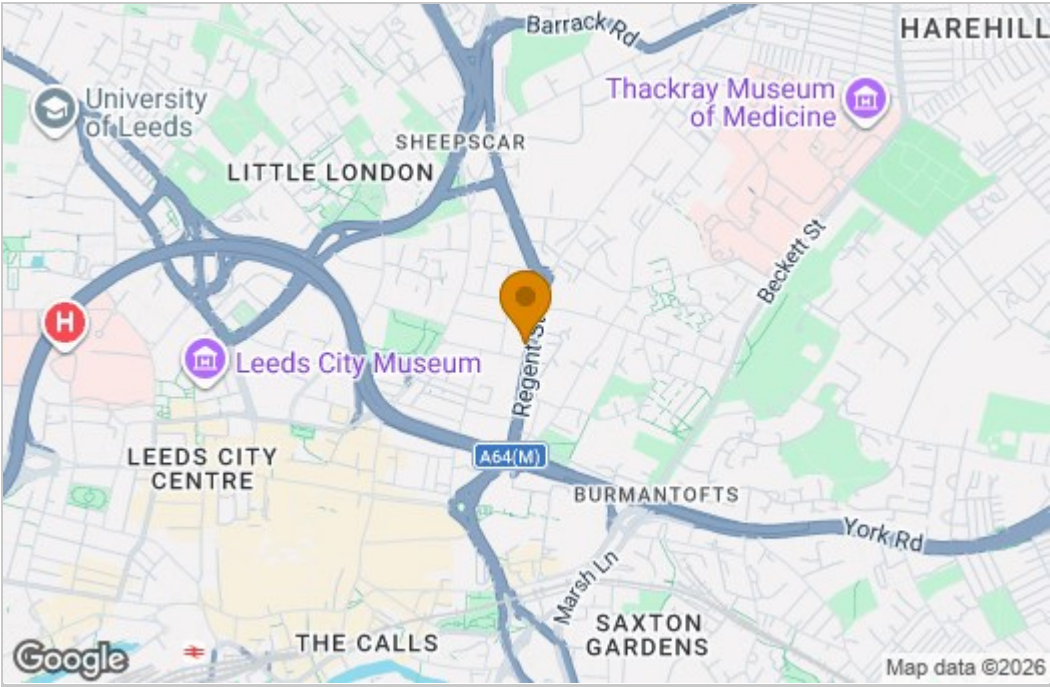 Barrack Rd
HAREHILL
Thackray Museum
of Medicine
University
of Leeds
SHEEPSCAR
LITTLE LONDON
Beckett St
H
Leeds City Museum
Regent St
LEEDS CITY
CENTRE
A64(M)
BURMANTOFTS
York Rd
Marsh Ln
SAXTON
GARDENS
THE CALLS
Google
Map data ©2026